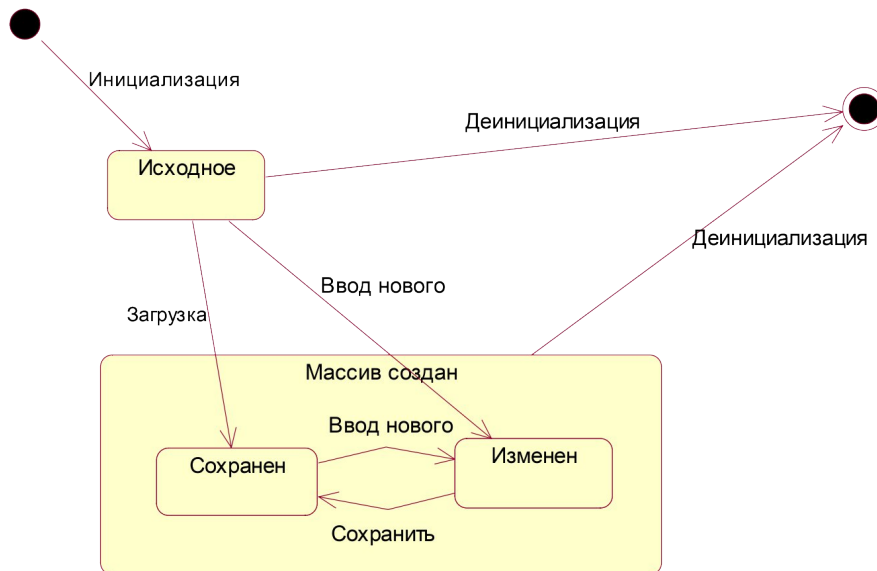 Инициализация
Деинициализация
Исходное
Деинициализация
Ввод нового
Загрузка
Массив создан
Ввод нового
Сохранен
Изменен
Сохранить